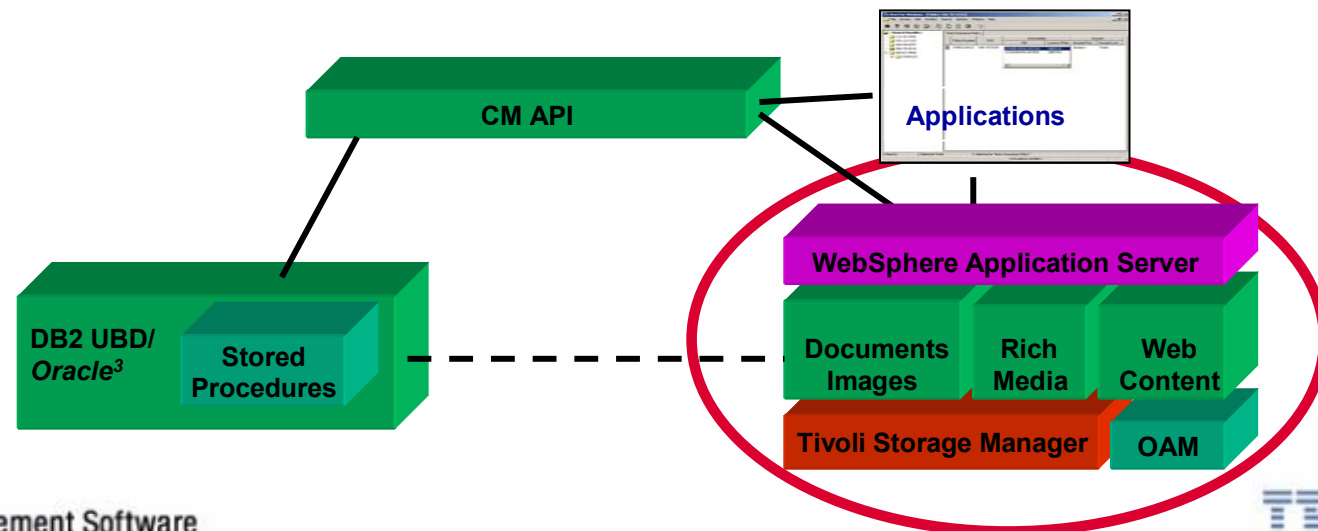 CM API
Applications
WebSphere Application Server
DB2 UBD/
Oracle3
Stored
Procedures
Documents
Images
Rich
Media
Web
Content
Tivoli Storage Manager
OAM
ement Software